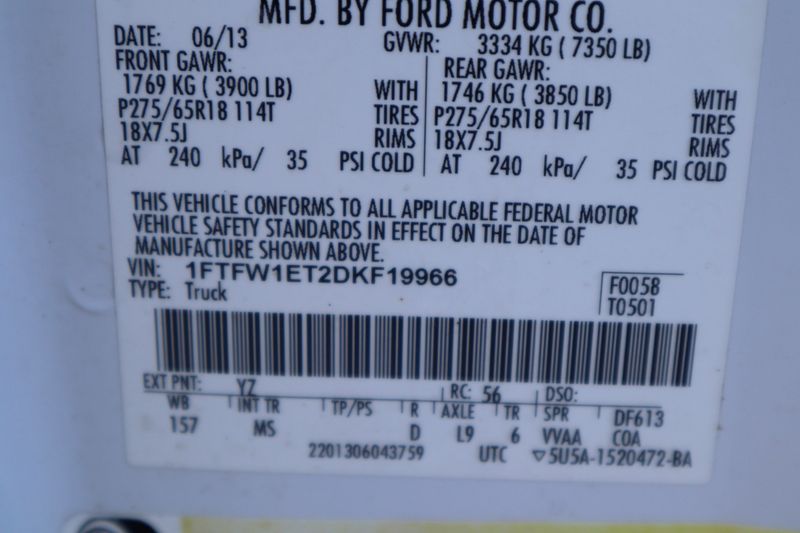 MFD. BY FORD MOTOR CO.
DATE: 06/13 GVWR: 3334 KG ( 7350 LB)
FRONT GAWR: REAR GAWR:
1769 KG ( 3900 LB) WITH 1746 KG ( 3850 LB) WITH
P275/65R18 114T TIRES P275/65R18 114T TIRES
18X7.5J RIMS 18X7.5J RIMS
AT 240 kPa/ 35 PSI COLD AT 240 kPa/ 35 PSI COLD
THIS VEHICLE CONFORMS TO ALL APPLICABLE FEDERAL MOTOR
VEHICLE SAFETY STANDARDS IN EFFECT ON THE DATE OF
MANUFACTURE SHOWN ABOVE.
VIN: 1FTFW1ET2DKF19966 F0058
TYPE: Truck T0501
EXT PNT: YZ RC: 56 DSO:
WB INT TR TP/PS R AXLE TR SPR DF613
157 MS D L9 6 VVAA COA
2201306043759 UTC ▽5U5A-1520472-BA